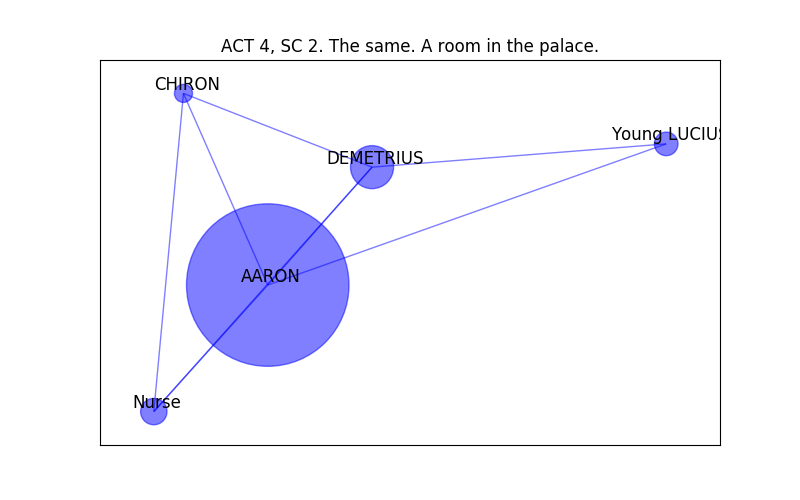 ACT 4, SC 2. The same. A room in the palace.
CHIRON
Young LUCIUS
DEMETRIUS
AARON
Nurse